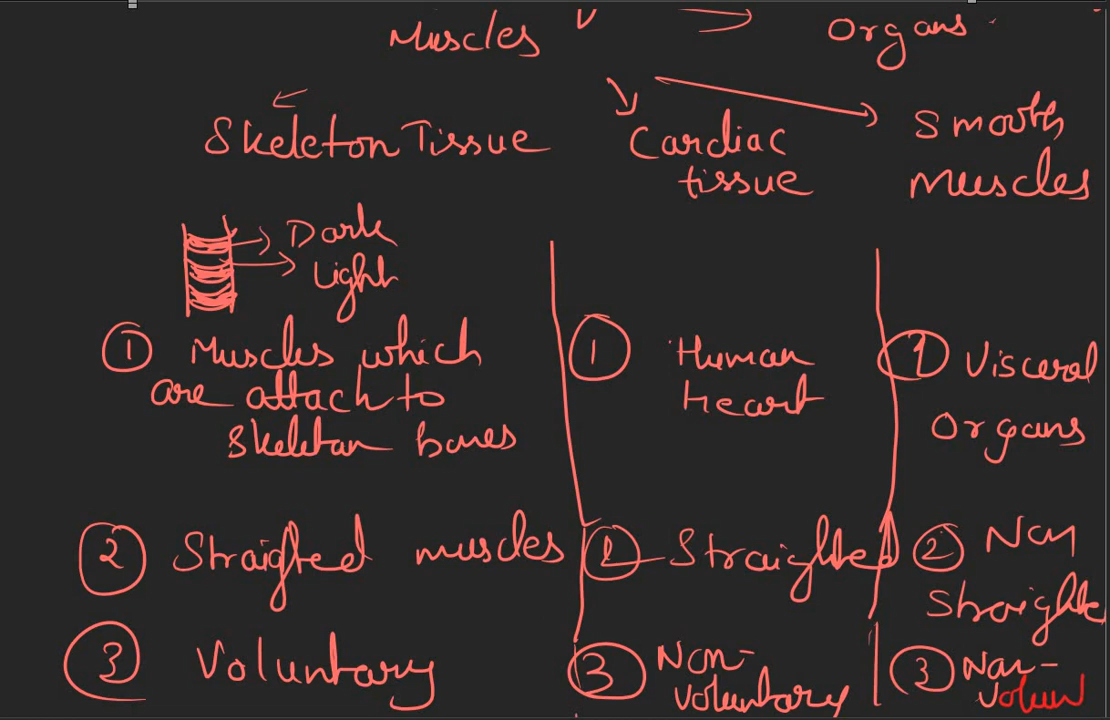 Muscles
Organs
Skeleton Tissue
Cardiac
tissue
Smooth
muscles
Dark
Light
① Muscles which
are attach to
Skeletan bones
① Human
Heart
① Visceral
Organs
② Straighted muscles
② Straighted
② Non
Straighte
③ Voluntary
③ Non-
voluntary
③ Non-
volun